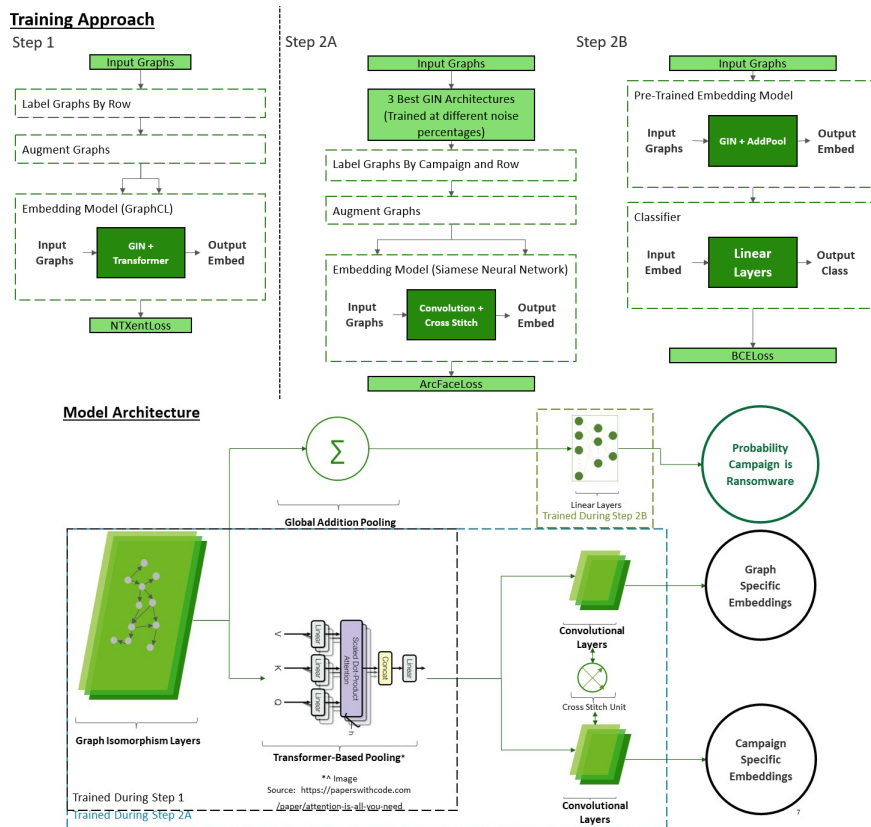 Training Approach
Step 1
Input Graphs
Label Graphs By Row
Augment Graphs
Embedding Model (GraphCL)
Input
Graphs
GIN +
Transformer
Output
Embed
NTXentLoss
Step 2A
Input Graphs
3 Best GIN Architectures
(Trained at different noise
percentages)
Label Graphs By Campaign and Row
Augment Graphs
Embedding Model (Siamese Neural Network)
Input
Graphs
Convolution +
Cross Stitch
Output
Embed
ArcFaceLoss
Step 2B
Input Graphs
Pre-Trained Embedding Model
Input
Graphs
GIN + AddPool
Output
Embed
Classifier
Input
Embed
Linear
Layers
Output
Class
BCELoss
Model Architecture
Σ
Global Addition Pooling
Linear Layers
Trained During Step 2B
Probability
Campaign is
Ransomware
Graph Isomorphism Layers
V
K
Q
Linear
Linear
Linear
Scaled Dot-Product
Attention
h
Concat
Linear
Transformer-Based Pooling*
*^ Image
Source: https://paperswithcode.com
/paper/attention-is-all-you-need
Trained During Step 1
Trained During Step 2A
Convolutional
Layers
Cross Stitch Unit
Convolutional
Layers
Graph
Specific
Embeddings
Campaign
Specific
Embeddings
7